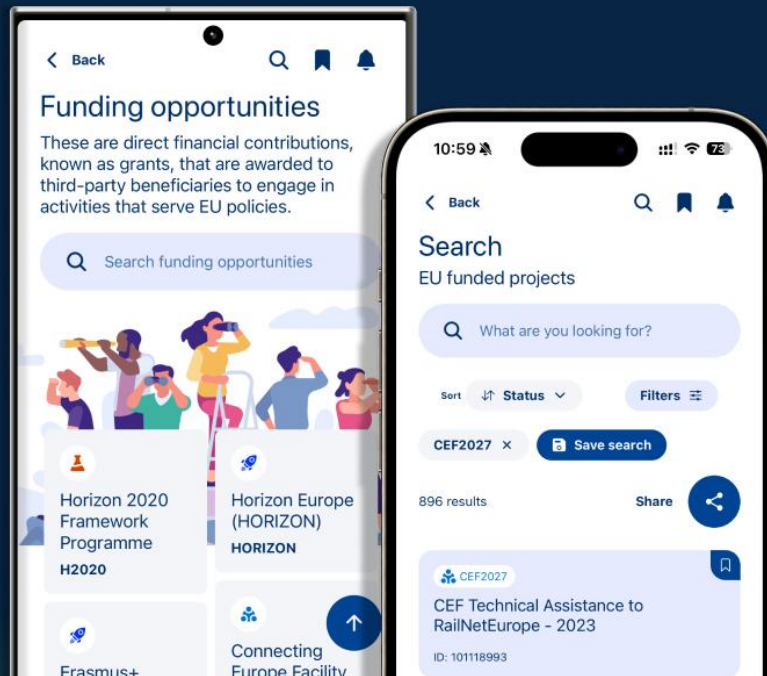 Back
Funding opportunities
These are direct financial contributions,
known as grants, that are awarded to
third-party beneficiaries to engage in
activities that serve EU policies.
Search funding opportunities
Horizon 2020
Framework
Programme
H2020
Horizon Europe
(HORIZON)
HORIZON
Erasmus+
Connecting
Europe Facility
10:59
73
Back
Search
EU funded projects
What are you looking for?
Sort
Status
Filters
CEF2027 ×
Save search
896 results
Share
CEF2027
CEF Technical Assistance to
RailNetEurope - 2023
ID: 101118993